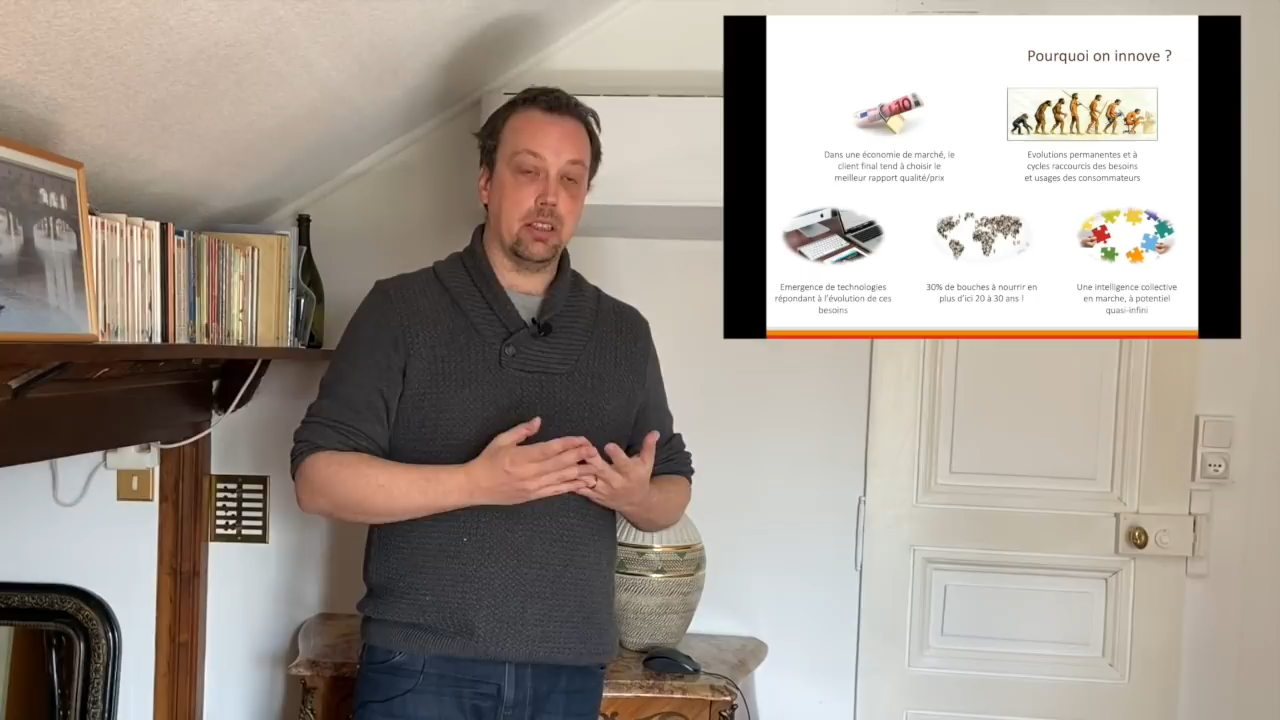 Pourquoi on innove ?
10
Dans une économie de marché, le
client final tend à choisir le
meilleur rapport qualité/prix
Evolutions permanentes et à
cycles raccourcis des besoins
et usages des consommateurs
Emergence de technologies
répondant à l'évolution de ces
besoins
30% de bouches à nourrir en
plus d'ici 20 à 30 ans !
Une intelligence collective
en marche, à potentiel
quasi-infini